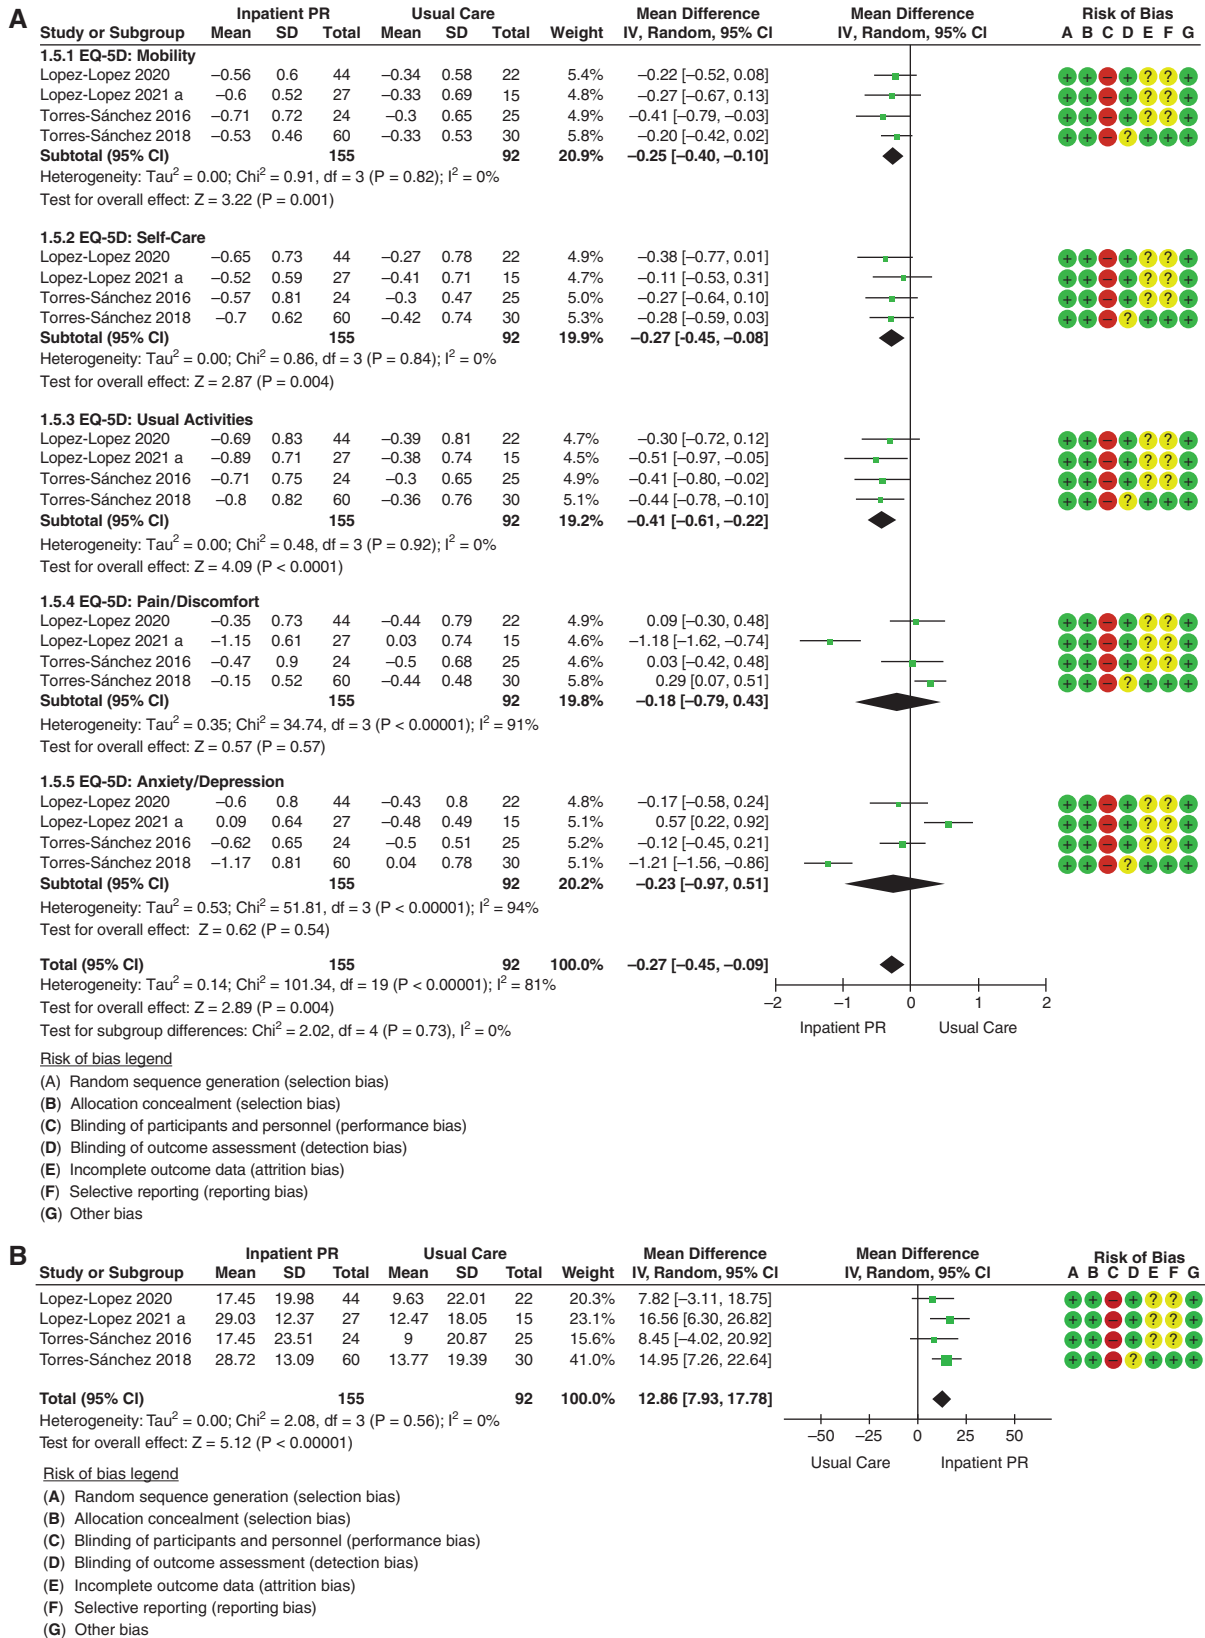 A
Inpatient PR Usual Care Mean Difference Mean Difference Risk of Bias
Study or Subgroup Mean SD Total Mean SD Total Weight IV, Random, 95% CI IV, Random, 95% CI A B C D E F G
1.5.1 EQ-5D: Mobility
Lopez-Lopez 2020 −0.56 0.6 44 −0.34 0.58 22 5.4% −0.22 [−0.52, 0.08] + + − + ? ? +
Lopez-Lopez 2021 a −0.6 0.52 27 −0.33 0.69 15 4.8% −0.27 [−0.67, 0.13] + + − + ? ? +
Torres-Sánchez 2016 −0.71 0.72 24 −0.3 0.65 25 4.9% −0.41 [−0.79, −0.03] + + − + ? ? +
Torres-Sánchez 2018 −0.53 0.46 60 −0.33 0.53 30 5.8% −0.20 [−0.42, 0.02] + + − ? + + +
Subtotal (95% CI) 155 92 20.9% −0.25 [−0.40, −0.10]
Heterogeneity: Tau² = 0.00; Chi² = 0.91, df = 3 (P = 0.82); I² = 0%
Test for overall effect: Z = 3.22 (P = 0.001)
1.5.2 EQ-5D: Self-Care
Lopez-Lopez 2020 −0.65 0.73 44 −0.27 0.78 22 4.9% −0.38 [−0.77, 0.01] + + − + ? ? +
Lopez-Lopez 2021 a −0.52 0.59 27 −0.41 0.71 15 4.7% −0.11 [−0.53, 0.31] + + − + ? ? +
Torres-Sánchez 2016 −0.57 0.81 24 −0.3 0.47 25 5.0% −0.27 [−0.64, 0.10] + + − + ? ? +
Torres-Sánchez 2018 −0.7 0.62 60 −0.42 0.74 30 5.3% −0.28 [−0.59, 0.03] + + − ? + + +
Subtotal (95% CI) 155 92 19.9% −0.27 [-0.45, −0.08]
Heterogeneity: Tau² = 0.00; Chi² = 0.86, df = 3 (P = 0.84); I² = 0%
Test for overall effect: Z = 2.87 (P = 0.004)
1.5.3 EQ-5D: Usual Activities
Lopez-Lopez 2020 −0.69 0.83 44 −0.39 0.81 22 4.7% −0.30 [−0.72, 0.12] + + − + ? ? +
Lopez-Lopez 2021 a −0.89 0.71 27 −0.38 0.74 15 4.5% −0.51 [−0.97, −0.05] + + − + ? ? +
Torres-Sánchez 2016 −0.71 0.75 24 −0.3 0.65 25 4.9% −0.41 [−0.80, −0.02] + + − + ? ? +
Torres-Sánchez 2018 −0.8 0.82 60 −0.36 0.76 30 5.1% −0.44 [−0.78, −0.10] + + − ? + + +
Subtotal (95% CI) 155 92 19.2% −0.41 [−0.61, −0.22]
Heterogeneity: Tau² = 0.00; Chi² = 0.48, df = 3 (P = 0.92); I² = 0%
Test for overall effect: Z = 4.09 (P < 0.0001)
1.5.4 EQ-5D: Pain/Discomfort
Lopez-Lopez 2020 −0.35 0.73 44 −0.44 0.79 22 4.9% 0.09 [−0.30, 0.48] + + − + ? ? +
Lopez-Lopez 2021 a −1.15 0.61 27 0.03 0.74 15 4.6% −1.18 [−1.62, −0.74] + + − + ? ? +
Torres-Sánchez 2016 −0.47 0.9 24 −0.5 0.68 25 4.6% 0.03 [−0.42, 0.48] + + − + ? ? +
Torres-Sánchez 2018 −0.15 0.52 60 −0.44 0.48 30 5.8% 0.29 [0.07, 0.51] + + − ? + + +
Subtotal (95% CI) 155 92 19.8% −0.18 [−0.79, 0.43]
Heterogeneity: Tau² = 0.35; Chi² = 34.74, df = 3 (P < 0.00001); I² = 91%
Test for overall effect: Z = 0.57 (P = 0.57)
1.5.5 EQ-5D: Anxiety/Depression
Lopez-Lopez 2020 −0.6 0.8 44 −0.43 0.8 22 4.8% −0.17 [−0.58, 0.24] + + − + ? ? +
Lopez-Lopez 2021 a 0.09 0.64 27 −0.48 0.49 15 5.1% 0.57 [0.22, 0.92] + + − + ? ? +
Torres-Sánchez 2016 −0.62 0.65 24 −0.5 0.51 25 5.2% −0.12 [−0.45, 0.21] + + − + ? ? +
Torres-Sánchez 2018 −1.17 0.81 60 0.04 0.78 30 5.1% −1.21 [−1.56, −0.86] + + − ? + + +
Subtotal (95% CI) 155 92 20.2% −0.23 [−0.97, 0.51]
Heterogeneity: Tau² = 0.53; Chi² = 51.81, df = 3 (P < 0.00001); I² = 94%
Test for overall effect: Z = 0.62 (P = 0.54)
Total (95% CI) 155 92 100.0% −0.27 [−0.45, −0.09]
Heterogeneity: Tau² = 0.14; Chi² = 101.34, df = 19 (P < 0.00001); I² = 81%
Test for overall effect: Z = 2.89 (P = 0.004)
Test for subgroup differences: Chi² = 2.02, df = 4 (P = 0.73), I² = 0%
−2 −1 0 1 2
Inpatient PR Usual Care
Risk of bias legend
(A) Random sequence generation (selection bias)
(B) Allocation concealment (selection bias)
(C) Blinding of participants and personnel (performance bias)
(D) Blinding of outcome assessment (detection bias)
(E) Incomplete outcome data (attrition bias)
(F) Selective reporting (reporting bias)
(G) Other bias
B
Inpatient PR Usual Care Mean Difference Mean Difference Risk of Bias
Study or Subgroup Mean SD Total Mean SD Total Weight IV, Random, 95% CI IV, Random, 95% CI A B C D E F G
Lopez-Lopez 2020 17.45 19.98 44 9.63 22.01 22 20.3% 7.82 [−3.11, 18.75] + + − + ? ? +
Lopez-Lopez 2021 a 29.03 12.37 27 12.47 18.05 15 23.1% 16.56 [6.30, 26.82] + + − + ? ? +
Torres-Sánchez 2016 17.45 23.51 24 9 20.87 25 15.6% 8.45 [−4.02, 20.92] + + − + ? ? +
Torres-Sánchez 2018 28.72 13.09 60 13.77 19.39 30 41.0% 14.95 [7.26, 22.64] + + − ? + + +
Total (95% CI) 155 92 100.0% 12.86 [7.93, 17.78]
Heterogeneity: Tau² = 0.00; Chi² = 2.08, df = 3 (P = 0.56); I² = 0%
Test for overall effect: Z = 5.12 (P < 0.00001)
−50 −25 0 25 50
Usual Care Inpatient PR
Risk of bias legend
(A) Random sequence generation (selection bias)
(B) Allocation concealment (selection bias)
(C) Blinding of participants and personnel (performance bias)
(D) Blinding of outcome assessment (detection bias)
(E) Incomplete outcome data (attrition bias)
(F) Selective reporting (reporting bias)
(G) Other bias